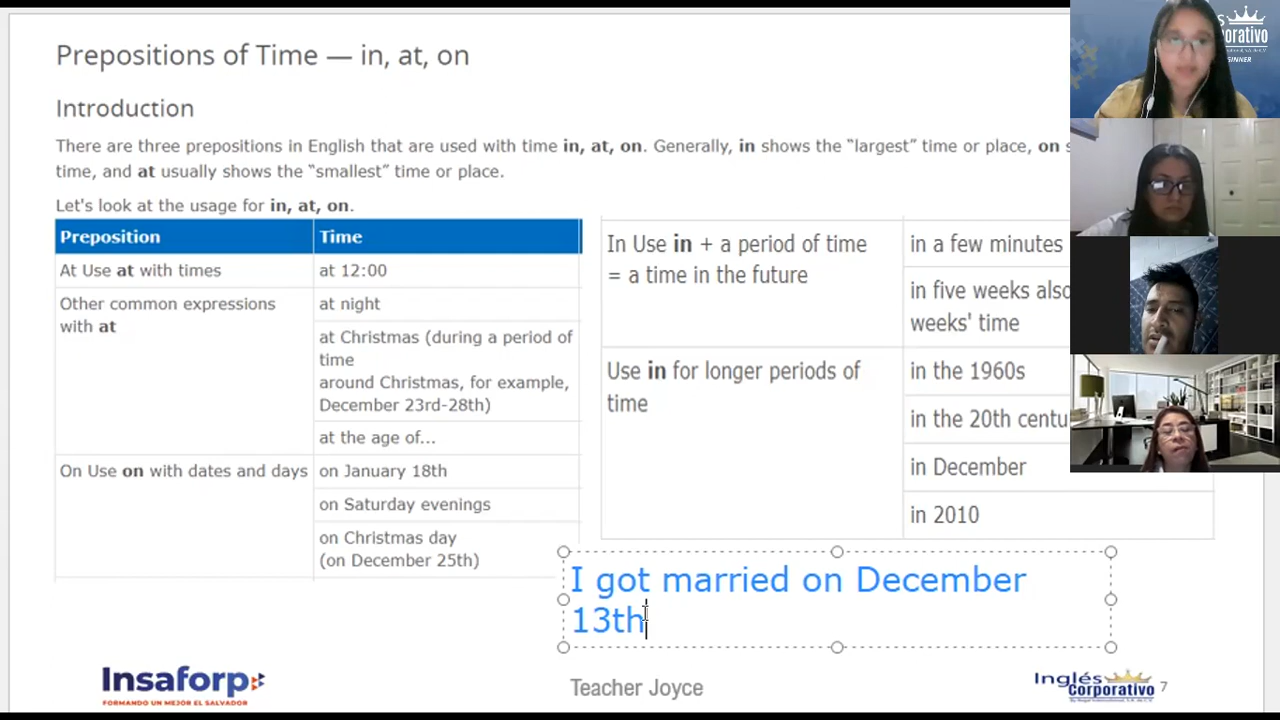 Prepositions of Time — in, at, on
Introduction
There are three prepositions in English that are used with time in, at, on. Generally, in shows the “largest” time or place, on
time, and at usually shows the “smallest” time or place.
Let's look at the usage for in, at, on.
Preposition
Time
At Use at with times
at 12:00
Other common expressions
with at
at night
at Christmas (during a period of
time
around Christmas, for example,
December 23rd-28th)
at the age of...
On Use on with dates and days
on January 18th
on Saturday evenings
on Christmas day
(on December 25th)
In Use in + a period of time
= a time in the future
in a few minutes
in five weeks also
weeks' time
Use in for longer periods of
time
in the 1960s
in the 20th
in December
in 2010
I got married on December
13th
Insaforp
FORMANDO UN MEJOR EL SALVADOR
Teacher Joyce
Inglés
Corporativo
7